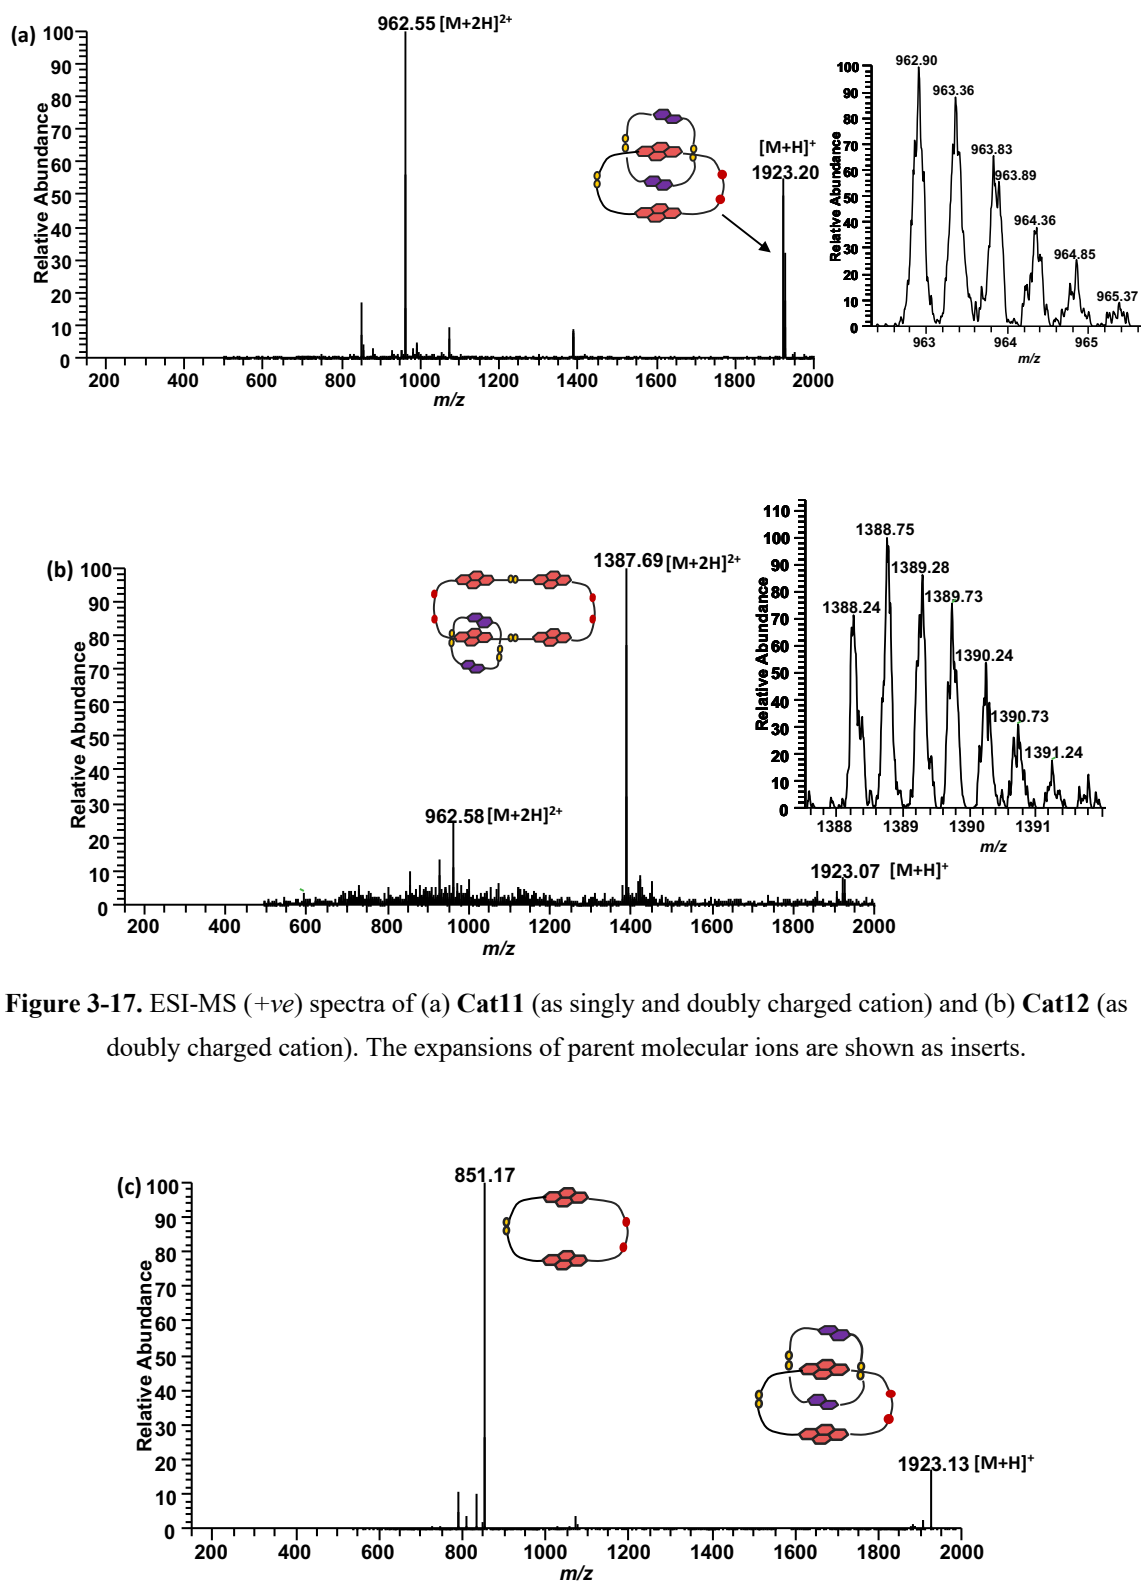 (a)
962.55 [M+2H]2+
[M+H]+
1923.20
Relative Abundance
100
90
80
70
60
50
40
30
20
10
0
200 400 600 800 1000 1200 1400 1600 1800 2000
m/z
962.90
963.36
963.83
963.89
964.36
964.85
965.37
Relative Abundance
100
90
80
70
60
50
40
30
20
10
0
963 964 965
m/z
(b)
1387.69 [M+2H]2+
962.58 [M+2H]2+
1923.07 [M+H]+
Relative Abundance
100
90
80
70
60
50
40
30
20
10
0
200 400 600 800 1000 1200 1400 1600 1800 2000
m/z
1388.75
1389.28
1388.24
1389.73
1390.24
1390.73
1391.24
Relative Abundance
110
100
90
80
70
60
50
40
30
20
10
0
1388 1389 1390 1391
m/z
Figure 3-17. ESI-MS (+ve) spectra of (a) Cat11 (as singly and doubly charged cation) and (b) Cat12 (as
doubly charged cation). The expansions of parent molecular ions are shown as inserts.
(c)
851.17
1923.13 [M+H]+
Relative Abundance
100
90
80
70
60
50
40
30
20
10
0
200 400 600 800 1000 1200 1400 1600 1800 2000
m/z